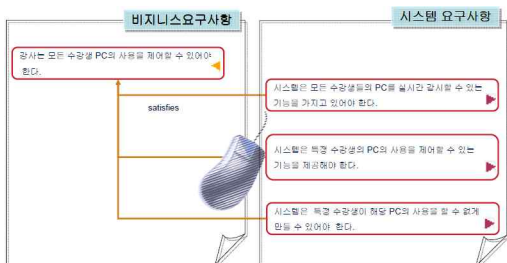 비지니스요구사항
시스템 요구사항
강사는 모든 수강생 PC의 사용을 제어할 수 있어야
한다.
satisfies
시스템은 모든 수강생들의 PC를 실시간 감시할 수 있는
기능을 가지고 있어야 한다.
시스템은 특정 수강생의 PC의 사용을 제어할 수 있는
기능을 제공해야 한다.
시스템은 특정 수강생이 해당 PC의 사용을 할 수 없게
만들 수 있어야 한다.